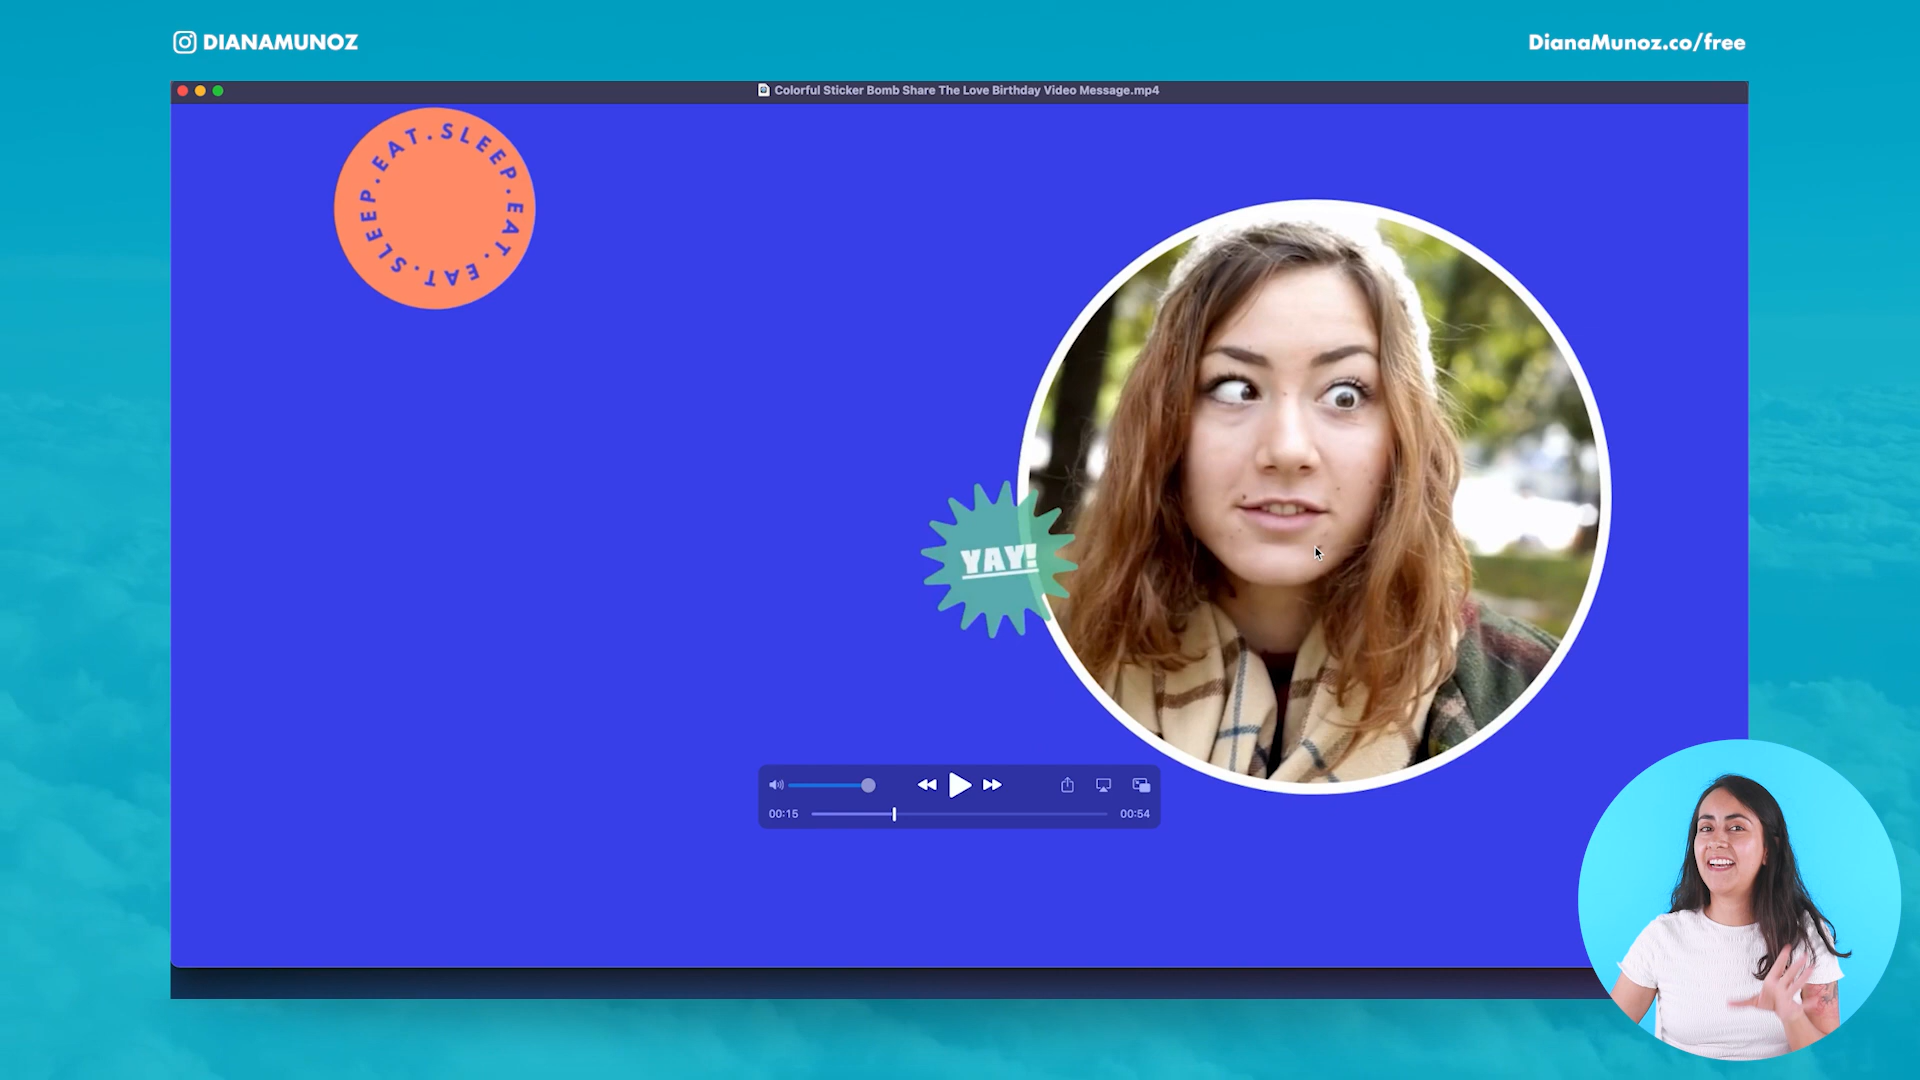 DIANAMUNOZ
DianaMunoz.co/free
Colorful Sticker Bomb Share The Love Birthday Video Message.mp4
EAT.SLEEP.EAT.EAT.SLEEP.
YAY!
00:15
00:54